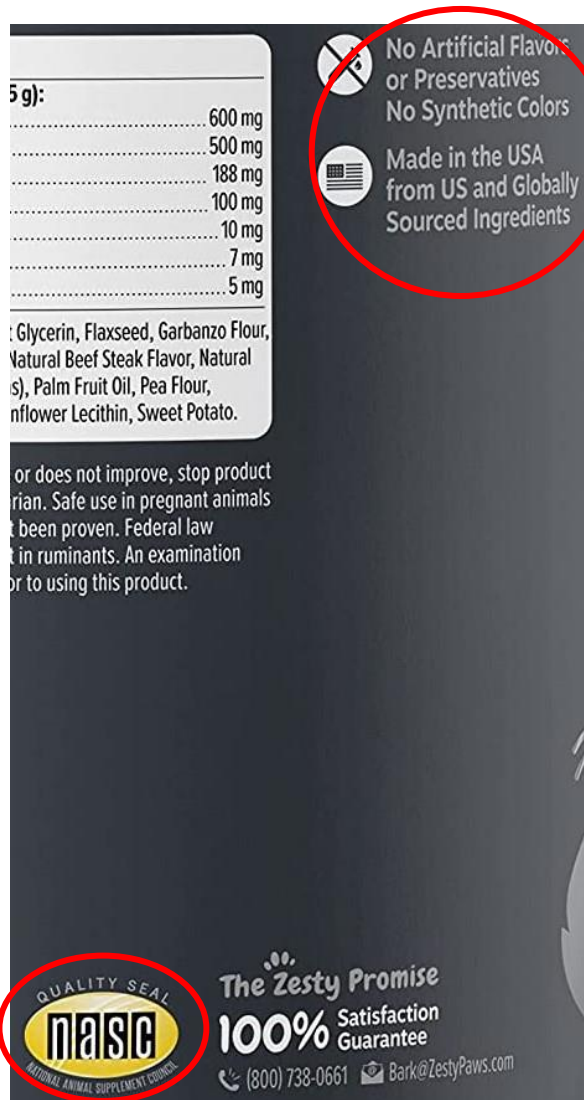 5 g):
600 mg
500 mg
188 mg
100 mg
10 mg
7 mg
5 mg
Glycerin, Flaxseed, Garbanzo Flour,
Natural Beef Steak Flavor, Natural
s), Palm Fruit Oil, Pea Flour,
nflower Lecithin, Sweet Potato.
or does not improve, stop product
rian. Safe use in pregnant animals
been proven. Federal law
in ruminants. An examination
or to using this product.
No Artificial Flavors
or Preservatives
No Synthetic Colors
Made in the USA
from US and Globally
Sourced Ingredients
QUALITY SEAL
nasc
NATIONAL ANIMAL SUPPLEMENT COUNCIL
The Zesty Promise
100% Satisfaction
Guarantee
(800) 738-0661 Bark@ZestyPaws.com